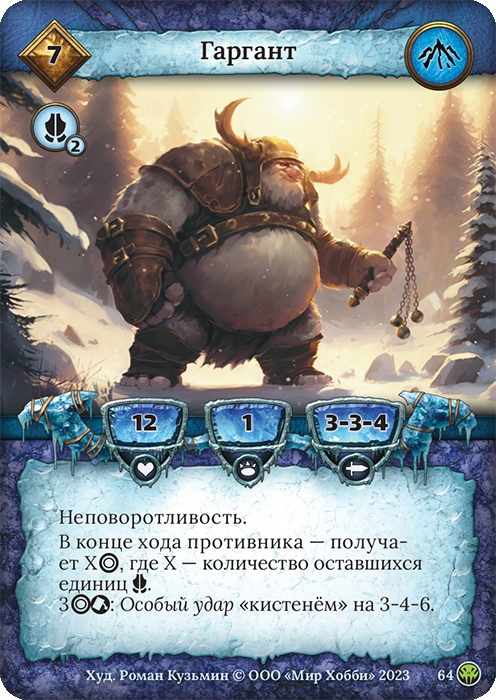 7
Гаргант
2
12
1
3-3-4
Неповоротливость.
В конце хода противника — получа-
ет X, где X — количество оставшихся
единиц .
3: Особый удар «кистенём» на 3-4-6.
Худ. Роман Кузьмин © ООО «Мир Хобби» 2023
64